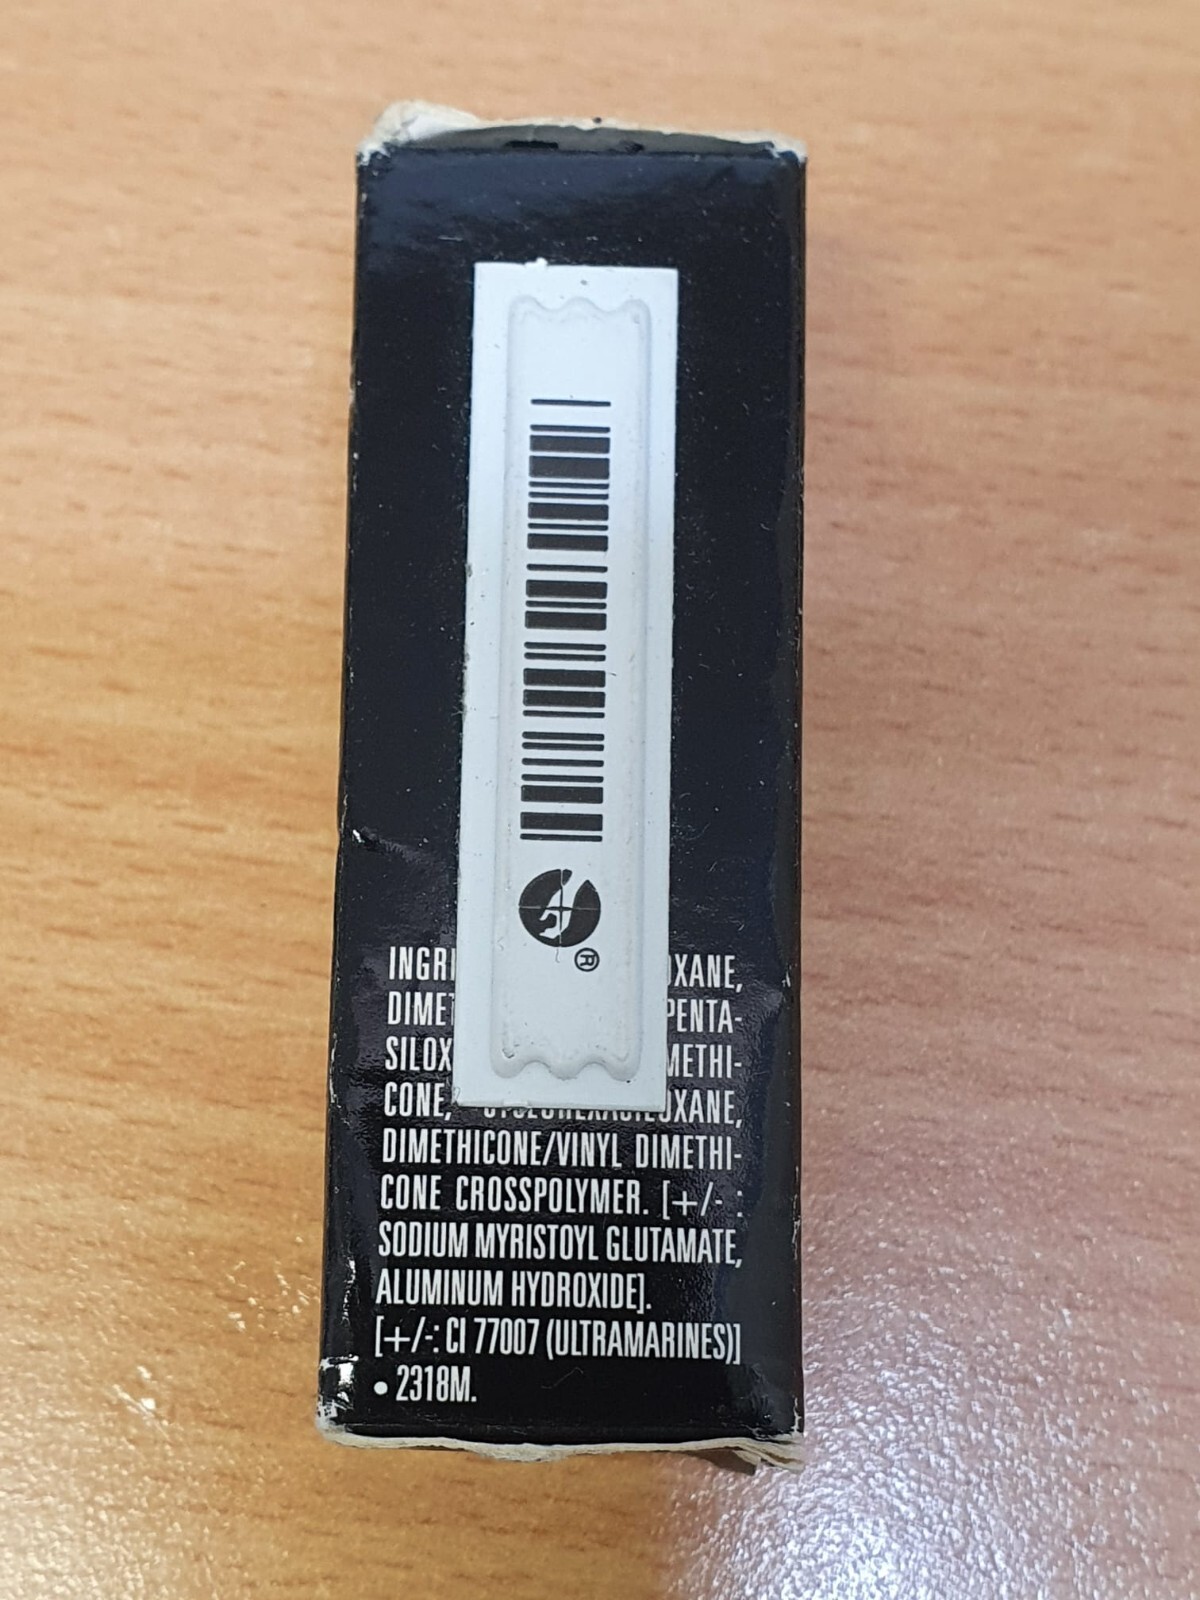 ®
INGRI OXANE,
DIMET PENTA-
SILOX METHI-
CONE, OXANE,
DIMETHICONE/VINYL DIMETHI-
CONE CROSSPOLYMER. [+/- :
SODIUM MYRISTOYL GLUTAMATE,
ALUMINUM HYDROXIDE].
[+/-: CI 77007 (ULTRAMARINES)]
• 2318M.